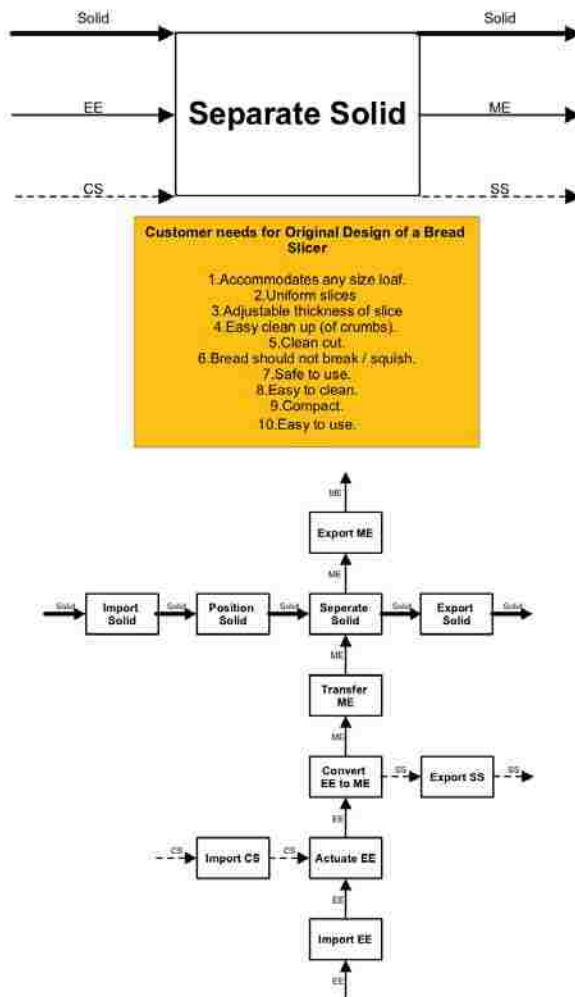 Solid
Solid
EE
Separate Solid
ME
CS
SS
Customer needs for Original Design of a Bread
Slicer
1.Accommodates any size loaf.
2.Uniform slices
3.Adjustable thickness of slice
4.Easy clean up (of crumbs).
5.Clean cut.
6.Bread should not break / squish.
7.Safe to use.
8.Easy to clean.
9.Compact.
10.Easy to use.
ME
Export ME
ME
Solid
Import
Solid
Solid
Position
Solid
Solid
Seperate
Solid
Solid
Export
Solid
Solid
ME
Transfer
ME
ME
Convert
EE to ME
SS
Export SS
SS
EE
CS
Import CS
CS
Actuate EE
EE
Import EE
EE